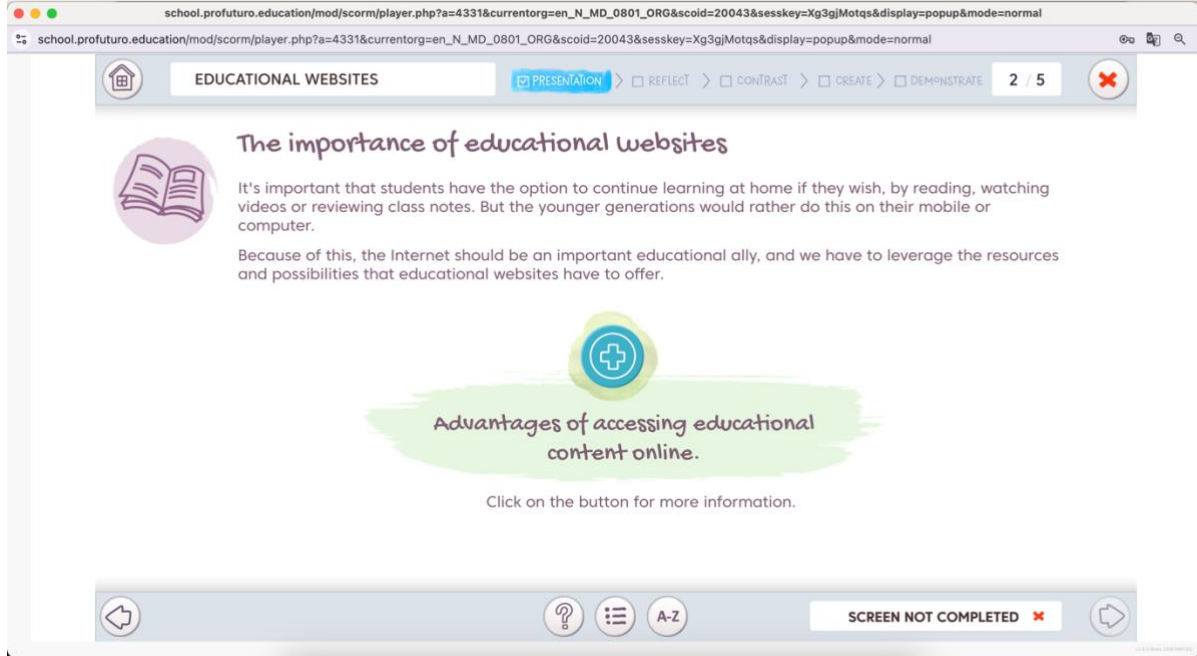 school.profuturo.education/mod/scorm/player.php?a=4331&currentorg=en_N_MD_0801_ORG&scoid=20043&sesskey=Xg3gjMotqs&display=popup&mode=normal
school.profuturo.education/mod/scorm/player.php?a=4331&currentorg=en_N_MD_0801_ORG&scoid=20043&sesskey=Xg3gjMotqs&display=popup&mode=normal
EDUCATIONAL WEBSITES
PRESENTATION > REFLECT > CONTRAST > CREATE > DEMONSTRATE
2 / 5
The importance of educational websites
It's important that students have the option to continue learning at home if they wish, by reading, watching
videos or reviewing class notes. But the younger generations would rather do this on their mobile or
computer.
Because of this, the Internet should be an important educational ally, and we have to leverage the resources
and possibilities that educational websites have to offer.
Advantages of accessing educational
content online.
Click on the button for more information.
? A-Z
SCREEN NOT COMPLETED